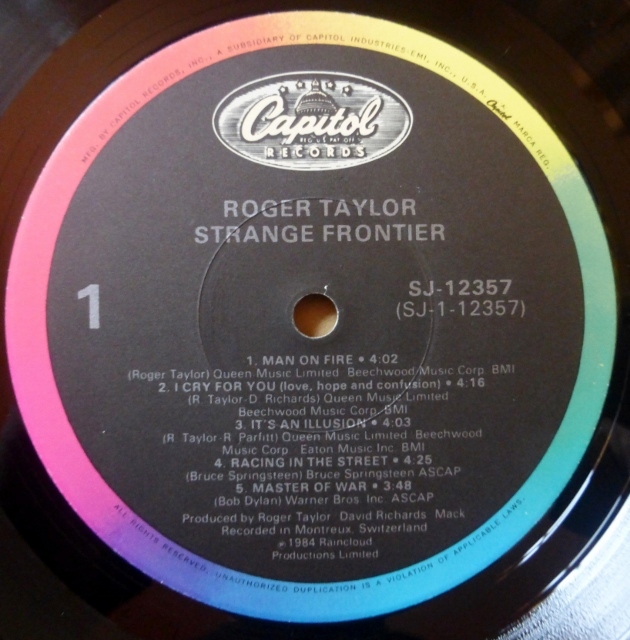 MFG. BY CAPITOL RECORDS, INC., A SUBSIDIARY OF CAPITOL INDUSTRIES-EMI, INC., U.S.A. Capitol MARCA REG.
Capitol
REG. U.S. PAT. OFF.
RECORDS
ROGER TAYLOR
STRANGE FRONTIER
1
SJ-12357
(SJ-1-12357)
1. MAN ON FIRE • 4:02
(Roger Taylor) Queen Music Limited Beechwood Music Corp. BMI
2. I CRY FOR YOU (love, hope and confusion) • 4:16
(R. Taylor-D. Richards) Queen Music Limited
Beechwood Music Corp. BMI
3. IT'S AN ILLUSION • 4:03
(R. Taylor-R. Parfitt) Queen Music Limited Beechwood
Music Corp. Eaton Music Inc. BMI
4. RACING IN THE STREET • 4:25
(Bruce Springsteen) Bruce Springsteen ASCAP
5. MASTER OF WAR • 3:48
(Bob Dylan) Warner Bros. Inc. ASCAP
Produced by Roger Taylor David Richards Mack
Recorded in Montreux, Switzerland
℗1984 Raincloud
Productions Limited
ALL RIGHTS RESERVED. UNAUTHORIZED DUPLICATION IS A VIOLATION OF APPLICABLE LAWS.